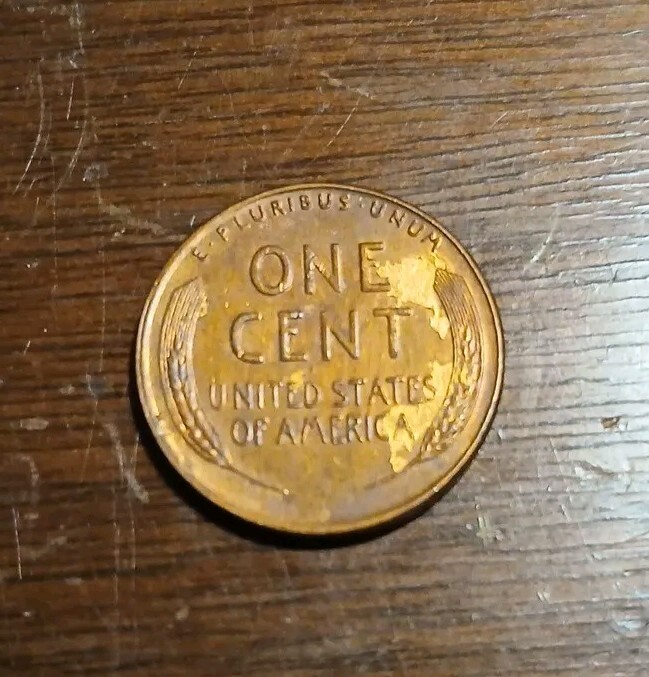 E·PLURIBUS·UNUM
ONE
CENT
UNITED STATES
OF AMERICA